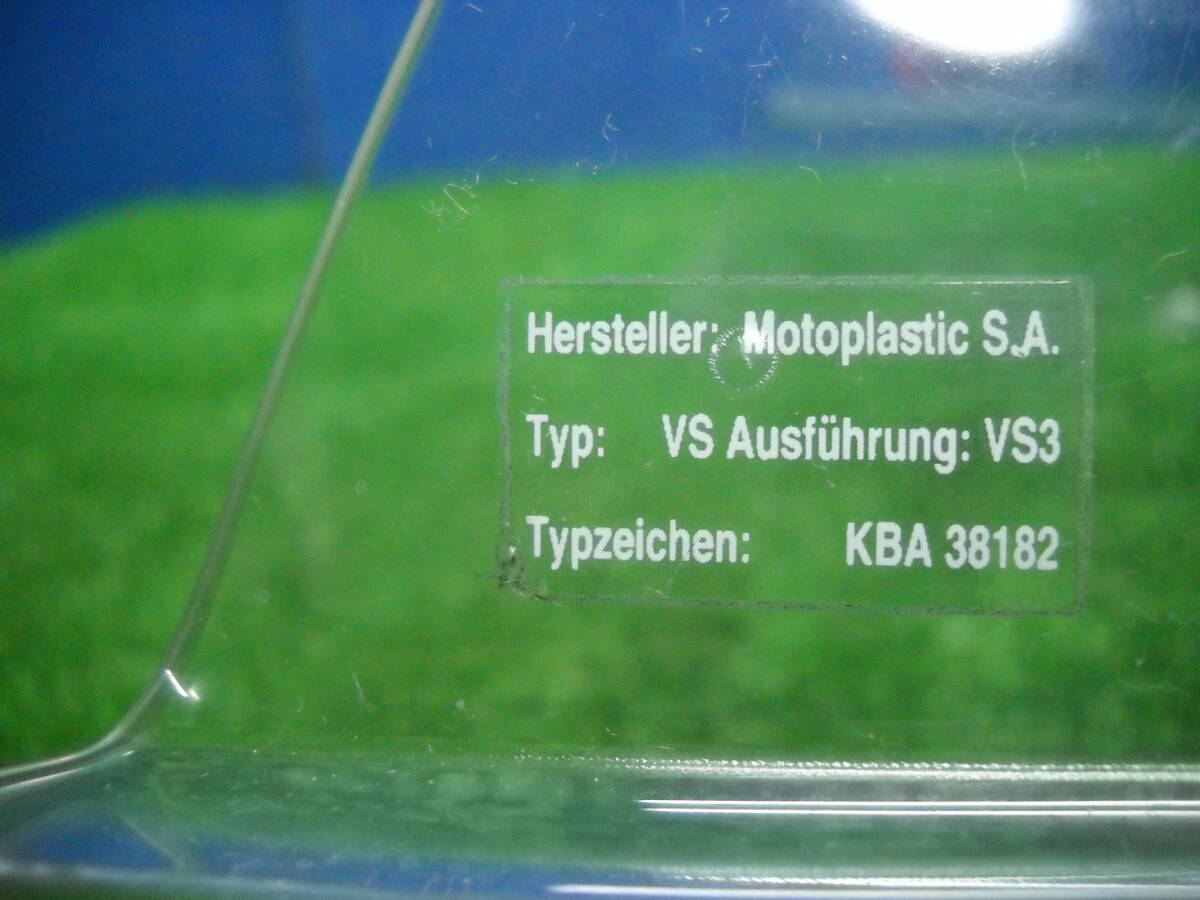 Hersteller: Motoplastic S.A.
Typ: VS Ausführung: VS3
Typzeichen: KBA 38182